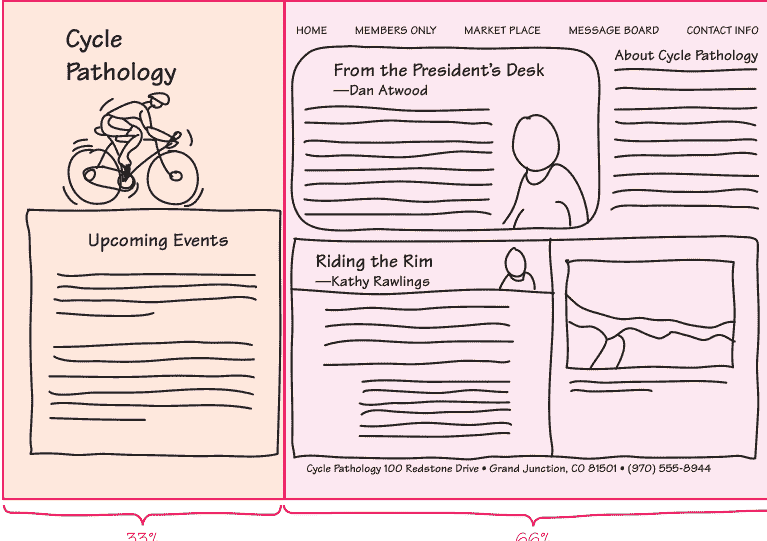 Cycle
Pathology
Upcoming Events
HOME MEMBERS ONLY MARKET PLACE MESSAGE BOARD CONTACT INFO
From the President's Desk
—Dan Atwood
About Cycle Pathology
Riding the Rim
—Kathy Rawlings
Cycle Pathology 100 Redstone Drive • Grand Junction, CO 81501 • (970) 555-8944
33%
66%